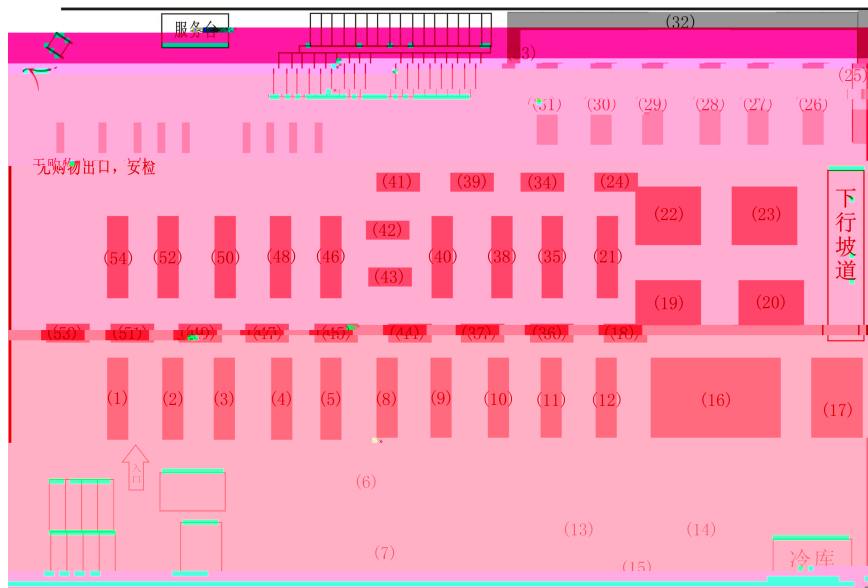 服务台
(32)
(25)
(31) (30) (29) (28) (27) (26)
无购物出口，安检
(41) (39) (34) (24)
(22) (23)
下行坡道
(42)
(54) (52) (50) (48) (46) (40) (38) (35) (21)
(43)
(19) (20)
(53) (51) (49) (47) (45) (44) (37) (36) (18)
(1) (2) (3) (4) (5) (8) (9) (10) (11) (12) (16) (17)
入口
(6)
(13) (14)
(7)
(15)
冷库